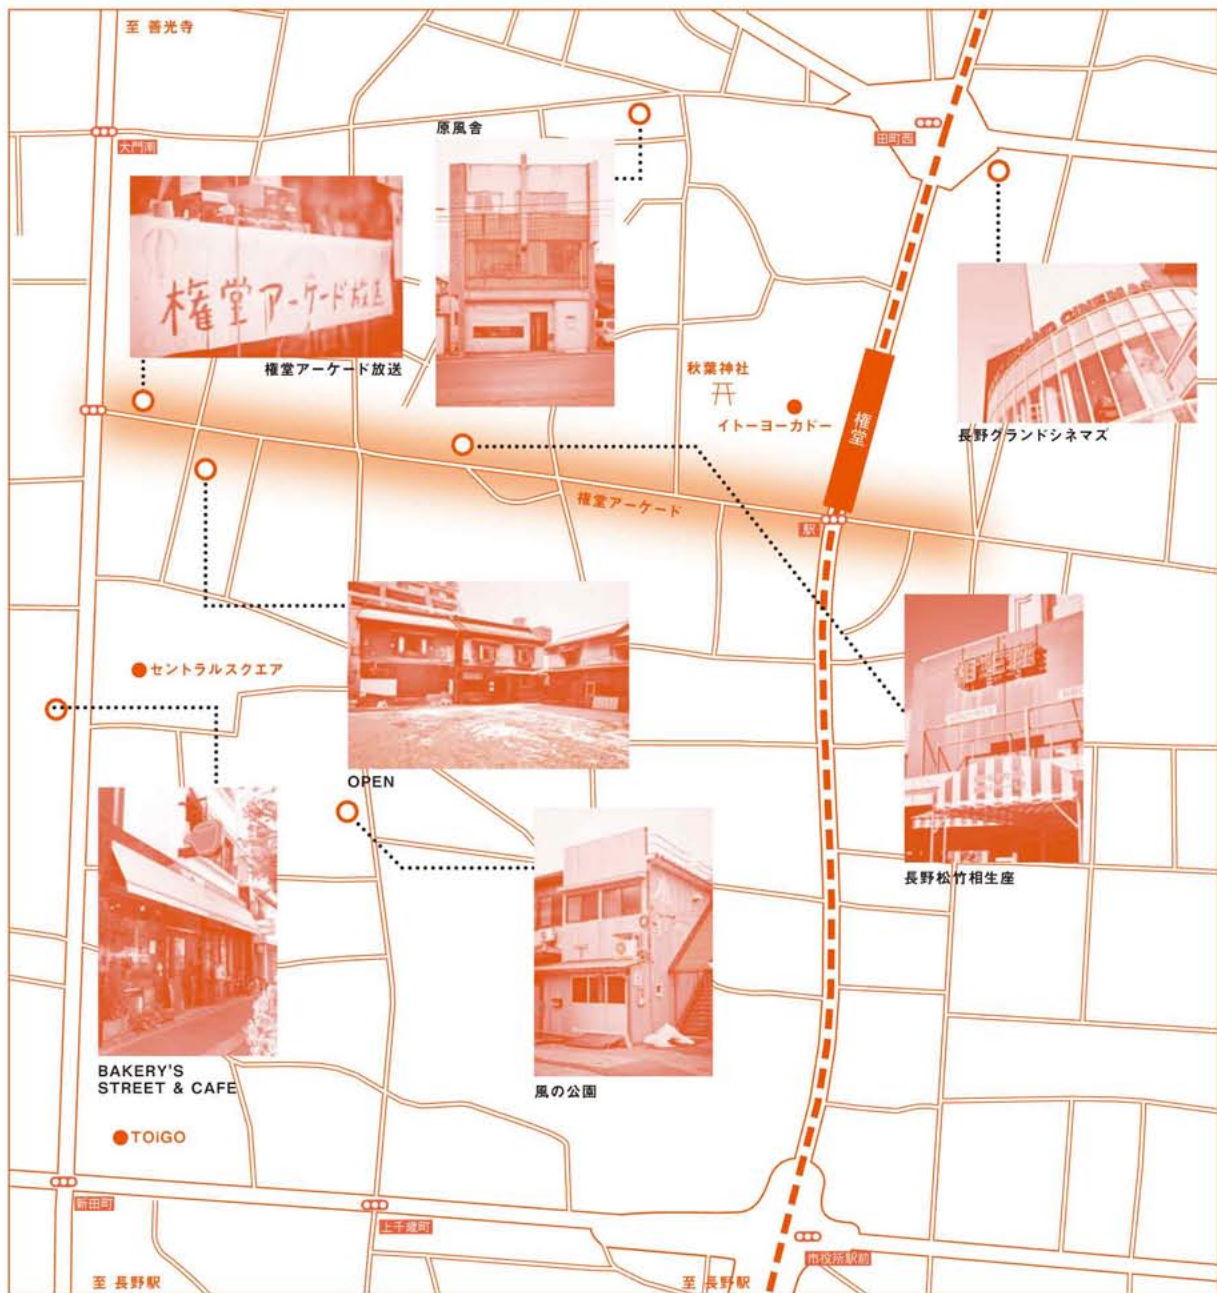 至 善光寺
大門南
原風舎
田町西
権堂アーケード放送
権堂アーケード放送
秋葉神社
イトーヨーカドー
権堂
長野グランドシネマズ
権堂アーケード
駅
相生座
セントラルスクエア
OPEN
長野松竹相生座
BAKERY'S
STREET & CAFE
風の公園
TOiGO
新田町
上千歳町
市役所駅前
至 長野駅
至 長野駅